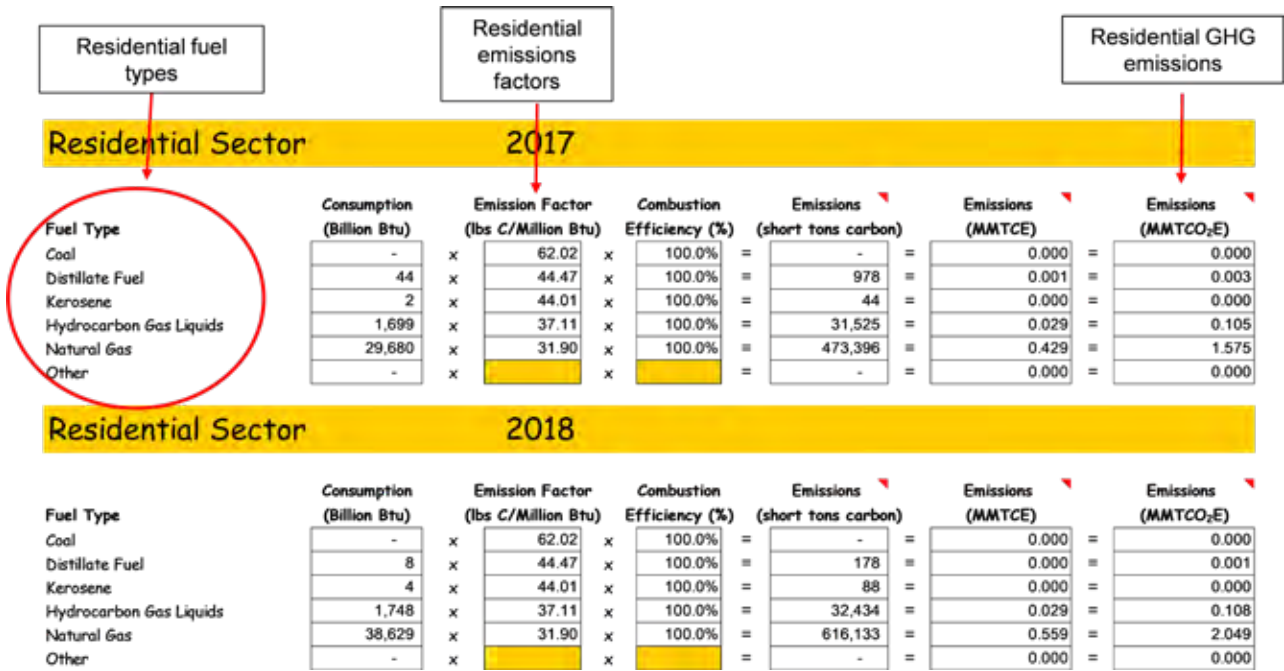 Residential fuel
types
Residential
emissions
factors
Residential GHG
emissions
Residential Sector 2017
Consumption Emission Factor Combustion Emissions Emissions Emissions
Fuel Type (Billion Btu) (lbs C/Million Btu) Efficiency (%) (short tons carbon) (MMTCE) (MMTCO₂E)
Coal - x 62.02 x 100.0% = - = 0.000 = 0.000
Distillate Fuel 44 x 44.47 x 100.0% = 978 = 0.001 = 0.003
Kerosene 2 x 44.01 x 100.0% = 44 = 0.000 = 0.000
Hydrocarbon Gas Liquids 1,699 x 37.11 x 100.0% = 31,525 = 0.029 = 0.105
Natural Gas 29,680 x 31.90 x 100.0% = 473,396 = 0.429 = 1.575
Other - x x = - = 0.000 = 0.000
Residential Sector 2018
Consumption Emission Factor Combustion Emissions Emissions Emissions
Fuel Type (Billion Btu) (lbs C/Million Btu) Efficiency (%) (short tons carbon) (MMTCE) (MMTCO₂E)
Coal - x 62.02 x 100.0% = - = 0.000 = 0.000
Distillate Fuel 8 x 44.47 x 100.0% = 178 = 0.000 = 0.001
Kerosene 4 x 44.01 x 100.0% = 88 = 0.000 = 0.000
Hydrocarbon Gas Liquids 1,748 x 37.11 x 100.0% = 32,434 = 0.029 = 0.108
Natural Gas 38,629 x 31.90 x 100.0% = 616,133 = 0.559 = 2.049
Other - x x = - = 0.000 = 0.000